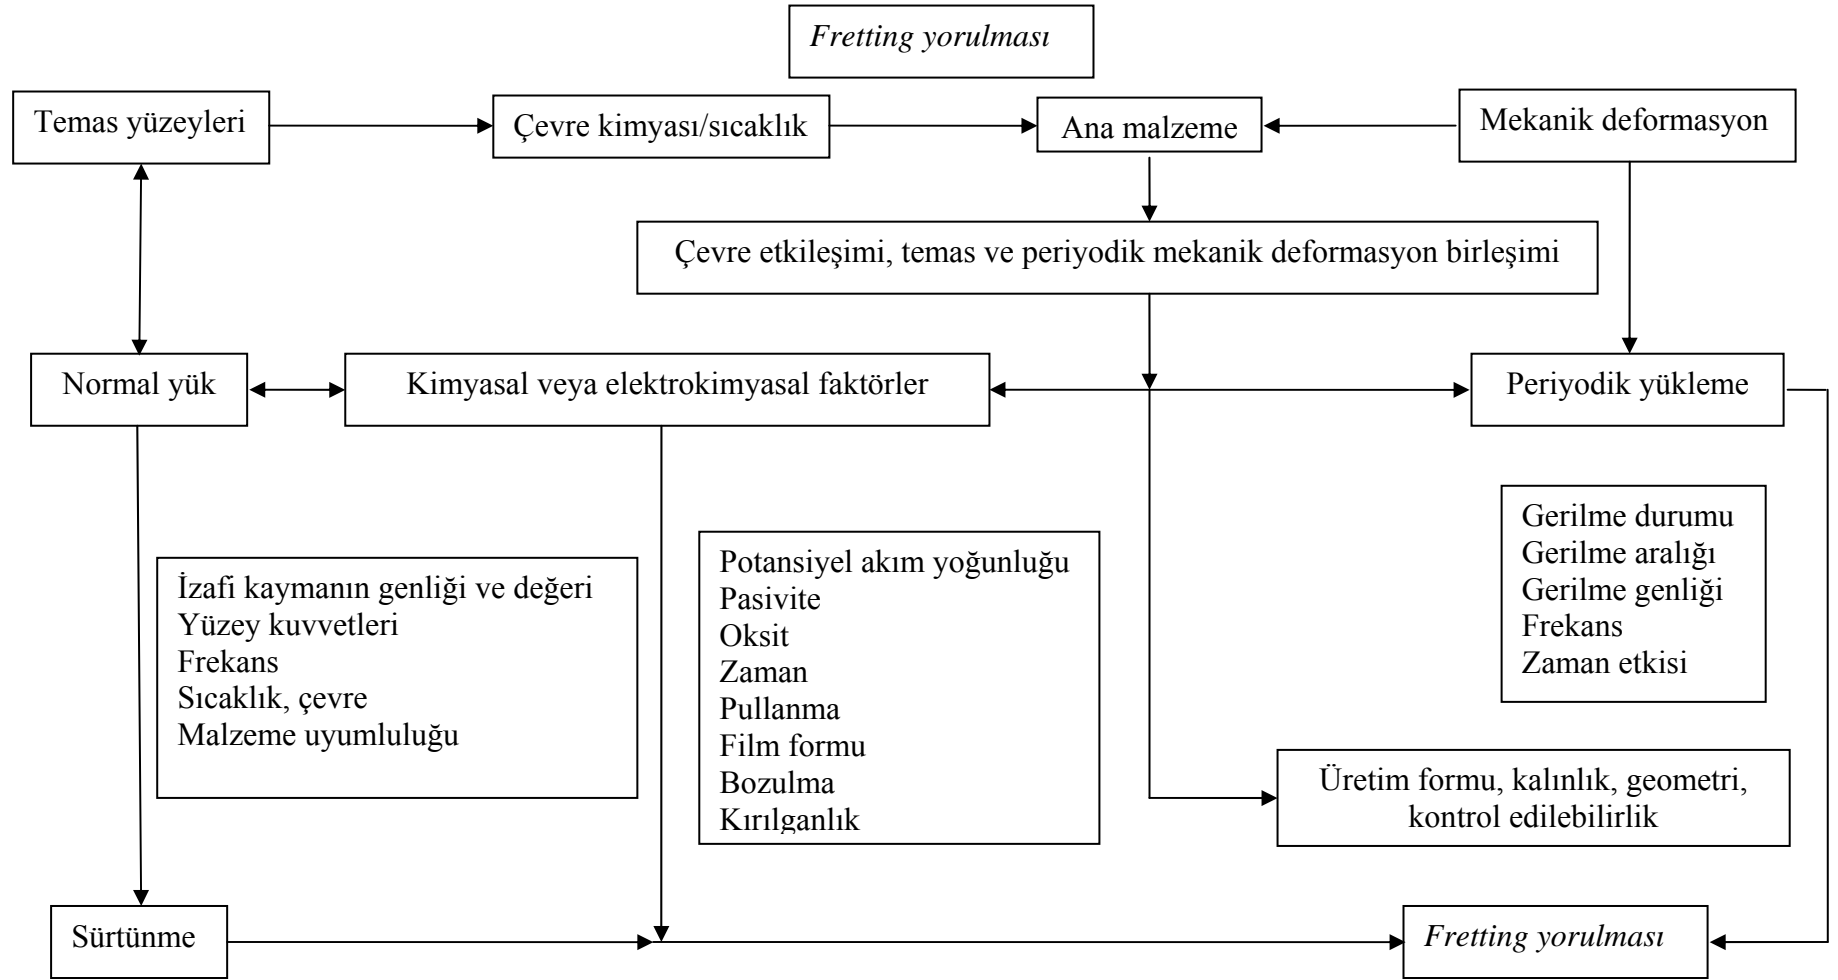 Fretting yorulması
Temas yüzeyleri
Çevre kimyası/sıcaklık
Ana malzeme
Mekanik deformasyon
Çevre etkileşimi, temas ve periyodik mekanik deformasyon birleşimi
Normal yük
Kimyasal veya elektrokimyasal faktörler
Periyodik yükleme
İzafi kaymanın genliği ve değeri
Yüzey kuvvetleri
Frekans
Sıcaklık, çevre
Malzeme uyumluluğu
Potansiyel akım yoğunluğu
Pasivite
Oksit
Zaman
Pullanma
Film formu
Bozulma
Kırılganlık
Gerilme durumu
Gerilme aralığı
Gerilme genliği
Frekans
Zaman etkisi
Üretim formu, kalınlık, geometri,
kontrol edilebilirlik
Sürtünme
Fretting yorulması